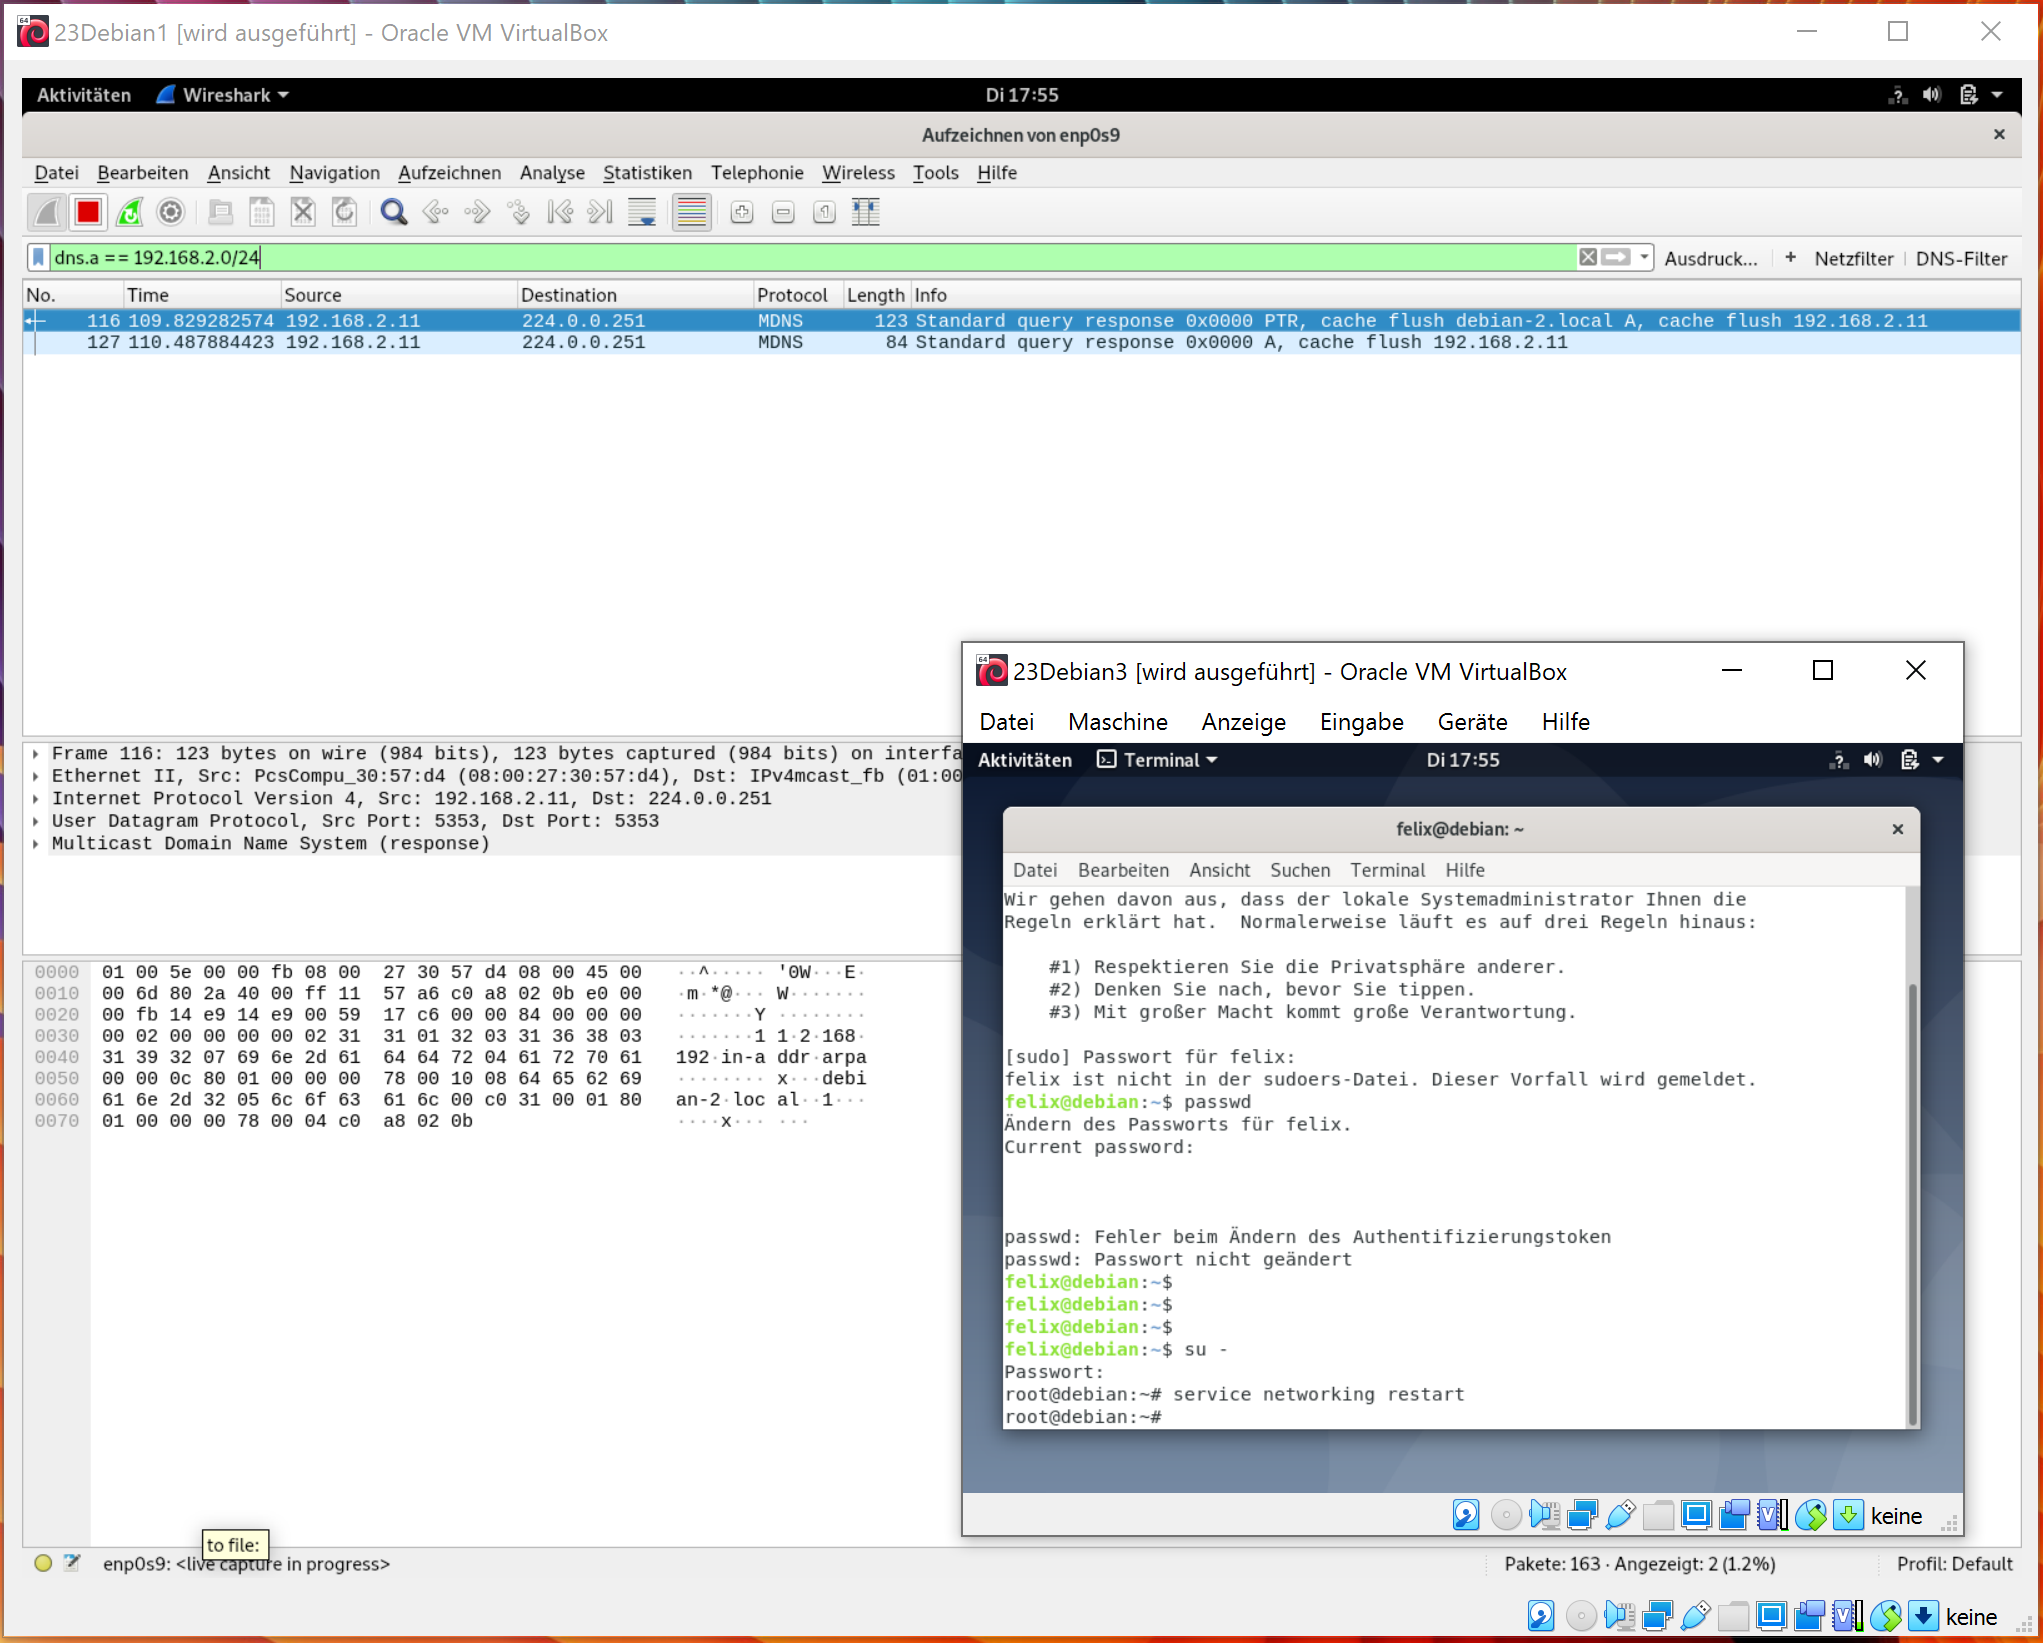 23Debian1 [wird ausgeführt] - Oracle VM VirtualBox
Aktivitäten Wireshark Di 17:55
Aufzeichnen von enp0s9
Datei Bearbeiten Ansicht Navigation Aufzeichnen Analyse Statistiken Telephonie Wireless Tools Hilfe
dns.a == 192.168.2.0/24 Ausdruck... + Netzfilter DNS-Filter
No. Time Source Destination Protocol Length Info
116 109.829282574 192.168.2.11 224.0.0.251 MDNS 123 Standard query response 0x0000 PTR, cache flush debian-2.local A, cache flush 192.168.2.11
127 110.487884423 192.168.2.11 224.0.0.251 MDNS 84 Standard query response 0x0000 A, cache flush 192.168.2.11
Frame 116: 123 bytes on wire (984 bits), 123 bytes captured (984 bits) on interfa
Ethernet II, Src: PcsCompu_30:57:d4 (08:00:27:30:57:d4), Dst: IPv4mcast_fb (01:00
Internet Protocol Version 4, Src: 192.168.2.11, Dst: 224.0.0.251
User Datagram Protocol, Src Port: 5353, Dst Port: 5353
Multicast Domain Name System (response)
0000 01 00 5e 00 00 fb 08 00 27 30 57 d4 08 00 45 00 ··^····· '0W···E·
0010 00 6d 80 2a 40 00 ff 11 57 a6 c0 a8 02 0b e0 00 ·m·*@··· W·······
0020 00 fb 14 e9 14 e9 00 59 17 c6 00 00 84 00 00 00 ·······Y ········
0030 00 02 00 00 00 00 02 31 31 01 32 03 31 36 38 03 ·······1 1·2·168·
0040 31 39 32 07 69 6e 2d 61 64 64 72 04 61 72 70 61 192·in-a ddr·arpa
0050 00 00 0c 80 01 00 00 00 78 00 10 08 64 65 62 69 ········ x···debi
0060 61 6e 2d 32 05 6c 6f 63 61 6c 00 c0 31 00 01 80 an-2·loc al··1···
0070 01 00 00 00 78 00 04 c0 a8 02 0b ····x··· ···
to file:
enp0s9: <live capture in progress> Pakete: 163 · Angezeigt: 2 (1.2%) Profil: Default
keine
23Debian3 [wird ausgeführt] - Oracle VM VirtualBox
Datei Maschine Anzeige Eingabe Geräte Hilfe
Aktivitäten Terminal Di 17:55
felix@debian: ~
Datei Bearbeiten Ansicht Suchen Terminal Hilfe
Wir gehen davon aus, dass der lokale Systemadministrator Ihnen die
Regeln erklärt hat. Normalerweise läuft es auf drei Regeln hinaus:
#1) Respektieren Sie die Privatsphäre anderer.
#2) Denken Sie nach, bevor Sie tippen.
#3) Mit großer Macht kommt große Verantwortung.
[sudo] Passwort für felix:
felix ist nicht in der sudoers-Datei. Dieser Vorfall wird gemeldet.
felix@debian:~$ passwd
Ändern des Passworts für felix.
Current password:
passwd: Fehler beim Ändern des Authentifizierungstoken
passwd: Passwort nicht geändert
felix@debian:~$
felix@debian:~$
felix@debian:~$
felix@debian:~$ su -
Passwort:
root@debian:~# service networking restart
root@debian:~#
keine